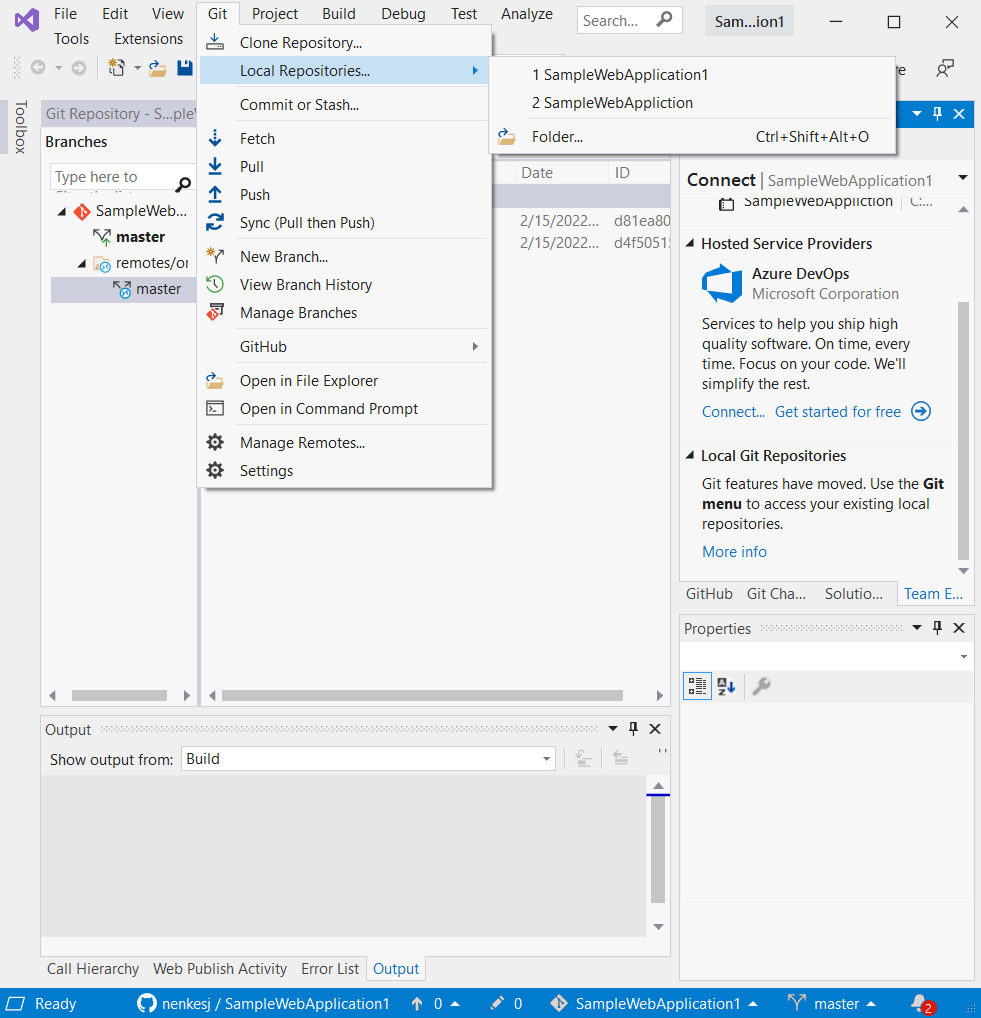 File Edit View Git Project Build Debug Test Analyze
Search... Sam...ion1
Tools Extensions
Toolbox
Git Repository - S...ple
Branches
Type here to
SampleWeb...
master
remotes/or
master
Clone Repository...
Local Repositories...
Commit or Stash...
Fetch
Pull
Push
Sync (Pull then Push)
New Branch...
View Branch History
Manage Branches
GitHub
Open in File Explorer
Open in Command Prompt
Manage Remotes...
Settings
1 SampleWebApplication1
2 SampleWebAppliction
Folder... Ctrl+Shift+Alt+O
Date ID
2/15/2022... d81ea80
2/15/2022... d4f5051
Connect | SampleWebApplication1
SampleWebAppliction C:...
Hosted Service Providers
Azure DevOps
Microsoft Corporation
Services to help you ship high
quality software. On time, every
time. Focus on your code. We'll
simplify the rest.
Connect... Get started for free
Local Git Repositories
Git features have moved. Use the Git
menu to access your existing local
repositories.
More info
GitHub Git Cha... Solutio... Team E...
Properties
Output
Show output from: Build
Call Hierarchy Web Publish Activity Error List Output
Ready nenkesj / SampleWebApplication1 0 0 SampleWebApplication1 master 2